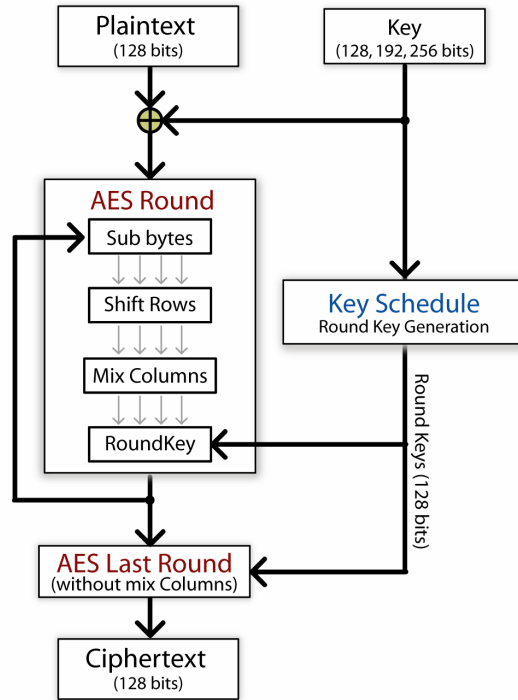 Plaintext
(128 bits)
Key
(128, 192, 256 bits)
AES Round
Sub bytes
Shift Rows
Mix Columns
RoundKey
Key Schedule
Round Key Generation
Round Keys (128 bits)
AES Last Round
(without mix Columns)
Ciphertext
(128 bits)